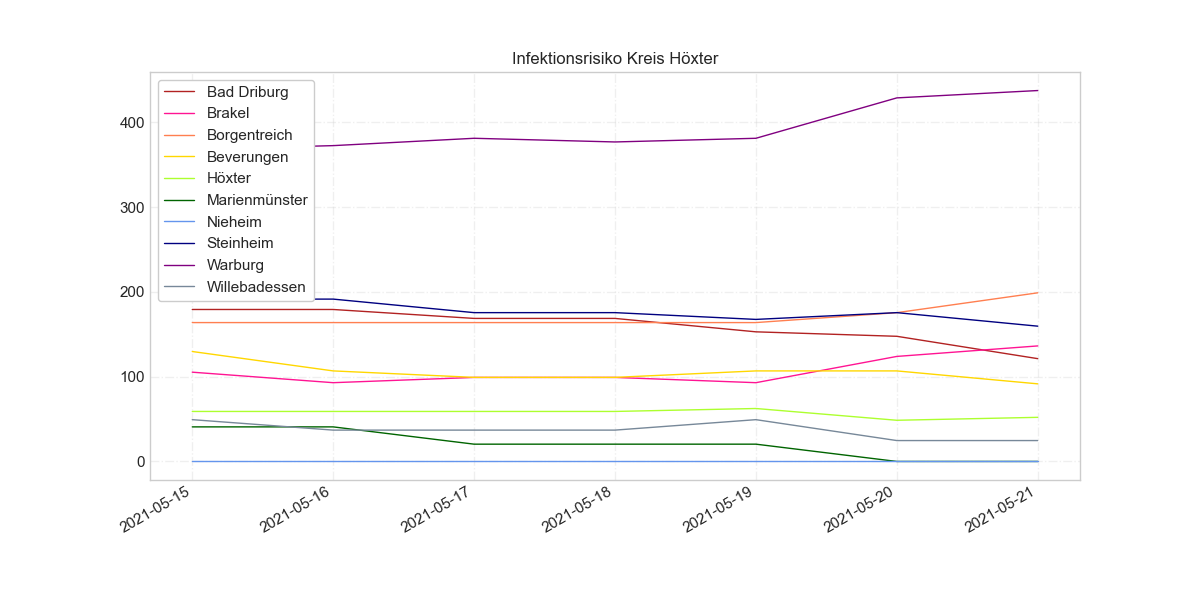 Infektionsrisiko Kreis Höxter
Bad Driburg
Brakel
Borgentreich
Beverungen
Höxter
Marienmünster
Nieheim
Steinheim
Warburg
Willebadessen
400
300
200
100
0
2021-05-15
2021-05-16
2021-05-17
2021-05-18
2021-05-19
2021-05-20
2021-05-21